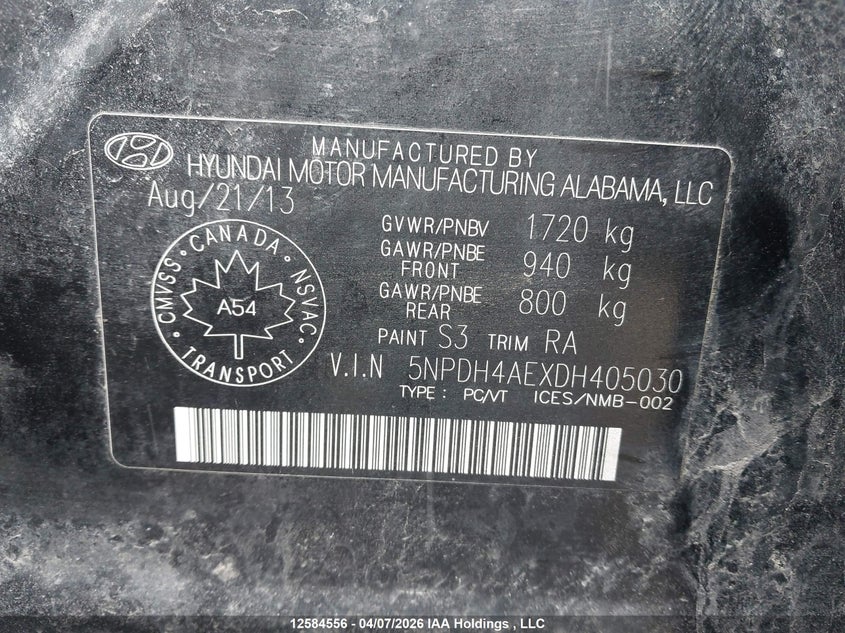 MANUFACTURED BY
HYUNDAI MOTOR MANUFACTURING ALABAMA, LLC
Aug/21/13
GVWR/PNBV 1720 kg
GAWR/PNBE FRONT 940 kg
GAWR/PNBE REAR 800 kg
PAINT S3 TRIM RA
V.I.N 5NPDH4AEXDH405030
TYPE : PC/VT ICES/NMB-002
CANADA
CMVSS • NSVAC
A54
TRANSPORT
12584556 - 04/07/2026 IAA Holdings , LLC